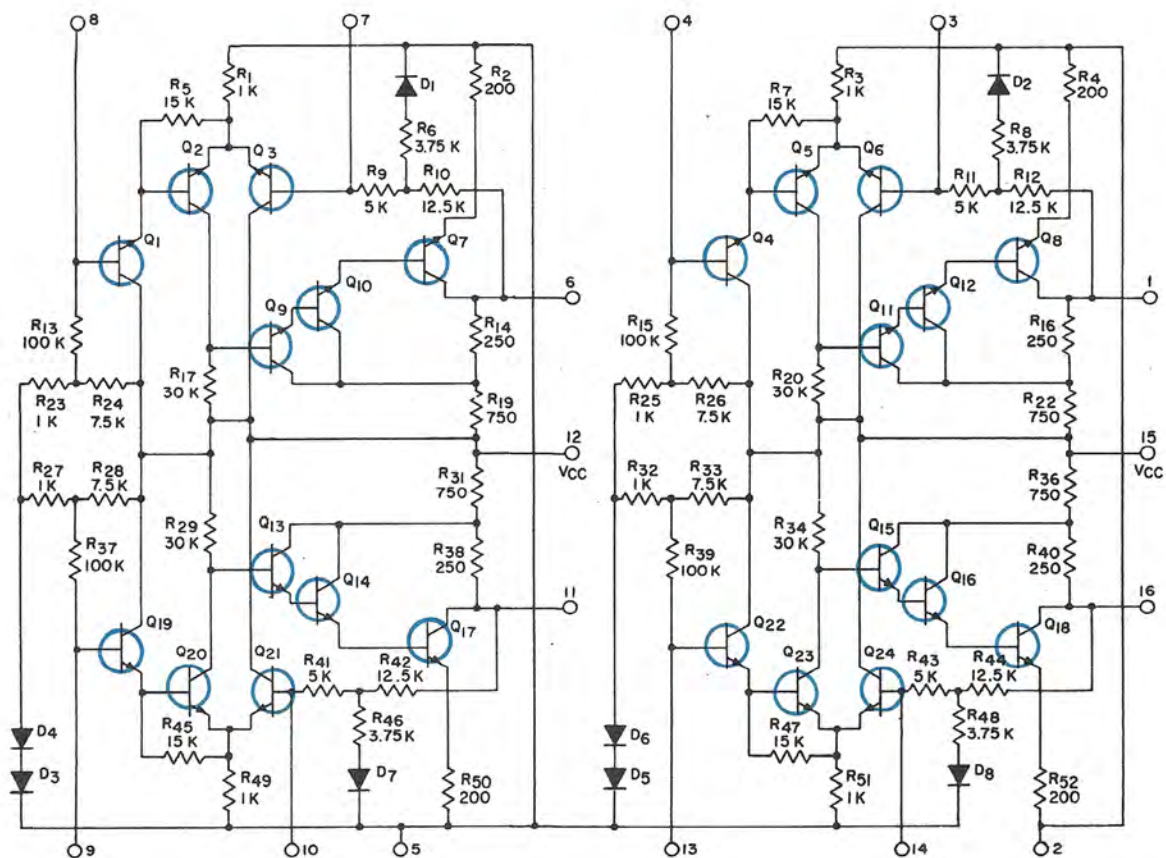 8
7
4
3
R1
1K
R5
15 K
D1
R2
200
R6
3.75 K
Q2
Q3
R9
5 K
R10
12.5 K
Q1
Q7
Q10
Q9
6
R13
100 K
R14
250
R17
30 K
R23
1 K
R24
7.5 K
R19
750
12
VCC
R27
1 K
R28
7.5 K
R31
750
R29
30 K
Q13
R38
250
R37
100 K
Q14
11
Q19
Q17
Q20
Q21
R41
5 K
R42
12.5 K
R46
3.75 K
D4
D3
R45
15 K
R49
1 K
D7
R50
200
9
10
5
R3
1 K
R7
15 K
D2
R4
200
R8
3.75 K
Q5
Q6
R11
5 K
R12
12.5 K
Q4
Q8
Q12
Q11
1
R15
100 K
R16
250
R20
30 K
R25
1 K
R26
7.5 K
R22
750
15
VCC
R32
1 K
R33
7.5 K
R36
750
R34
30 K
Q15
R40
250
R39
100 K
Q16
16
Q22
Q18
Q23
Q24
R43
5 K
R44
12.5 K
R48
3.75 K
D6
D5
R47
15 K
R51
1 K
D8
R52
200
13
14
2